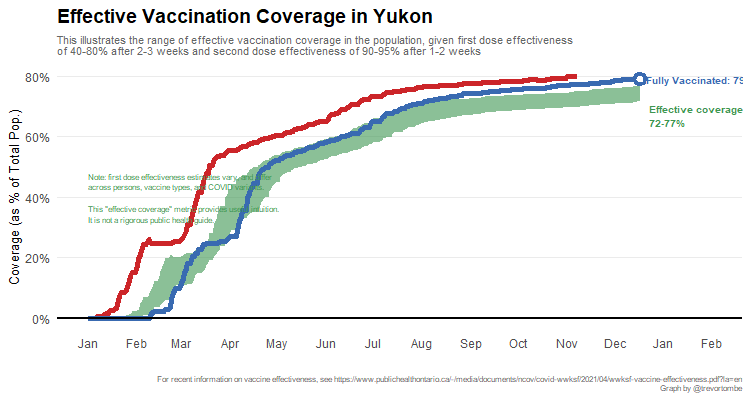 Effective Vaccination Coverage in Yukon
This illustrates the range of effective vaccination coverage in the population, given first dose effectiveness
of 40-80% after 2-3 weeks and second dose effectiveness of 90-95% after 1-2 weeks
Coverage (as % of Total Pop.)
80%
60%
40%
20%
0%
Fully Vaccinated: 79
Effective coverage
72-77%
Note: first dose effectiveness estimates vary, and differ
across persons, vaccine types, and COVID variants.
This "effective coverage" metric provides useful intuition.
It is not a rigorous public health guide.
Jan Feb Mar Apr May Jun Jul Aug Sep Oct Nov Dec Jan Feb
For recent information on vaccine effectiveness, see https://www.publichealthontario.ca/-/media/documents/ncov/covid-wwksf/2021/04/wwksf-vaccine-effectiveness.pdf?la=en
Graph by @trevortombe